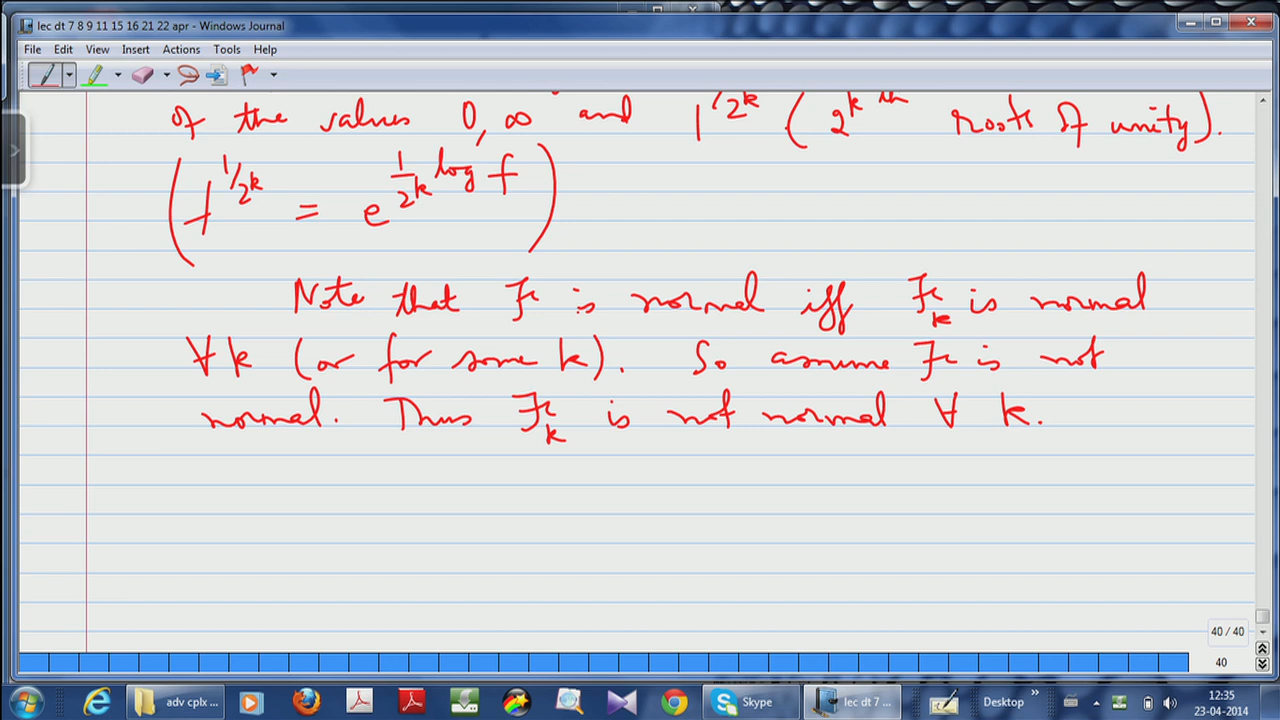 lec dt 7 8 9 11 15 16 21 22 apr - Windows Journal
File Edit View Insert Actions Tools Help
of the values 0, ∞ and 1^{1/2^k} (2^k th roots of unity).
(f^{1/2^k} = e^{\frac{1}{2^k} log f})
Note that ℱ is normal iff ℱ_k is normal
∀ k (or for some k). So assume ℱ is not
normal. Thus ℱ_k is not normal ∀ k.
40 / 40
40
adv cplx ...
Skype
lec dt 7 ...
Desktop
12:35
23-04-2014